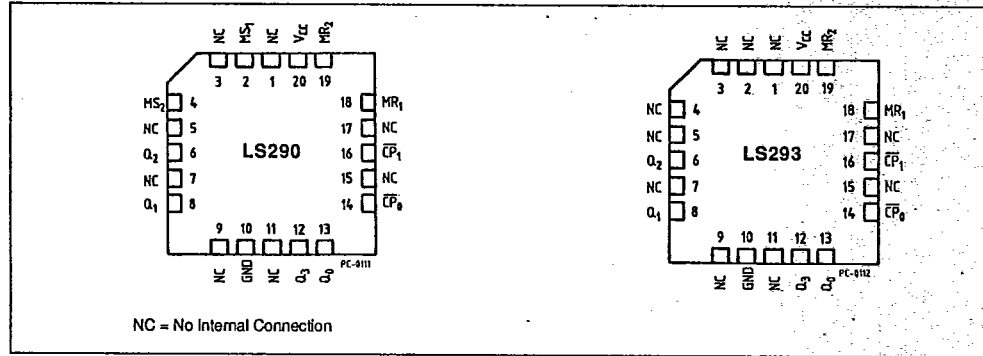 NC MS₁ NC VCC MR₂
3 2 1 20 19
MS₂ 4 18 MR₁
NC 5 17 NC
Q₂ 6 LS290 16 C̅P̅₁
NC 7 15 NC
Q₁ 8 14 C̅P̅₀
9 10 11 12 13
NC GND NC Q₃ Q₀
PC-0111
NC NC NC VCC MR₂
3 2 1 20 19
NC 4 18 MR₁
NC 5 17 NC
Q₂ 6 LS293 16 C̅P̅₁
NC 7 15 NC
Q₁ 8 14 C̅P̅₀
9 10 11 12 13
NC GND NC Q₃ Q₀
PC-0112
NC = No Internal Connection